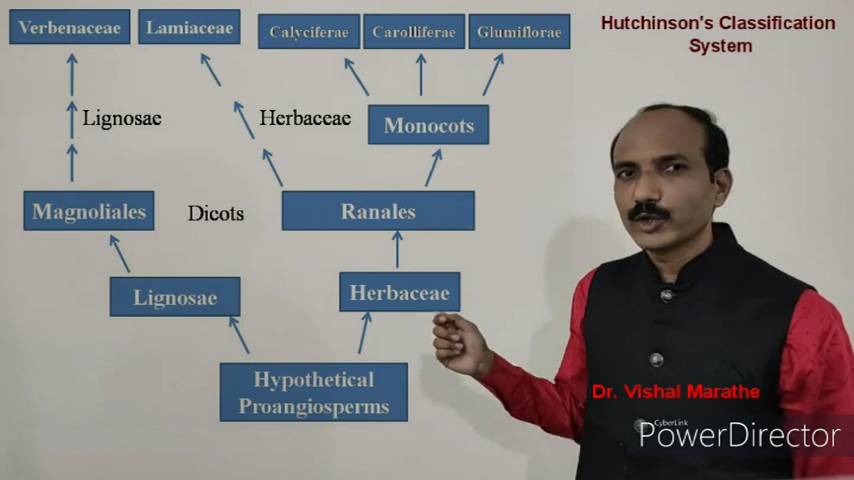 Verbenaceae
Lamiaceae
Calyciferae
Carolliferae
Glumiflorae
Hutchinson's Classification
System
Lignosae
Herbaceae
Monocots
Magnoliales
Dicots
Ranales
Lignosae
Herbaceae
Hypothetical
Proangiosperms
Dr. Vishal Marathe
CyberLink
PowerDirector